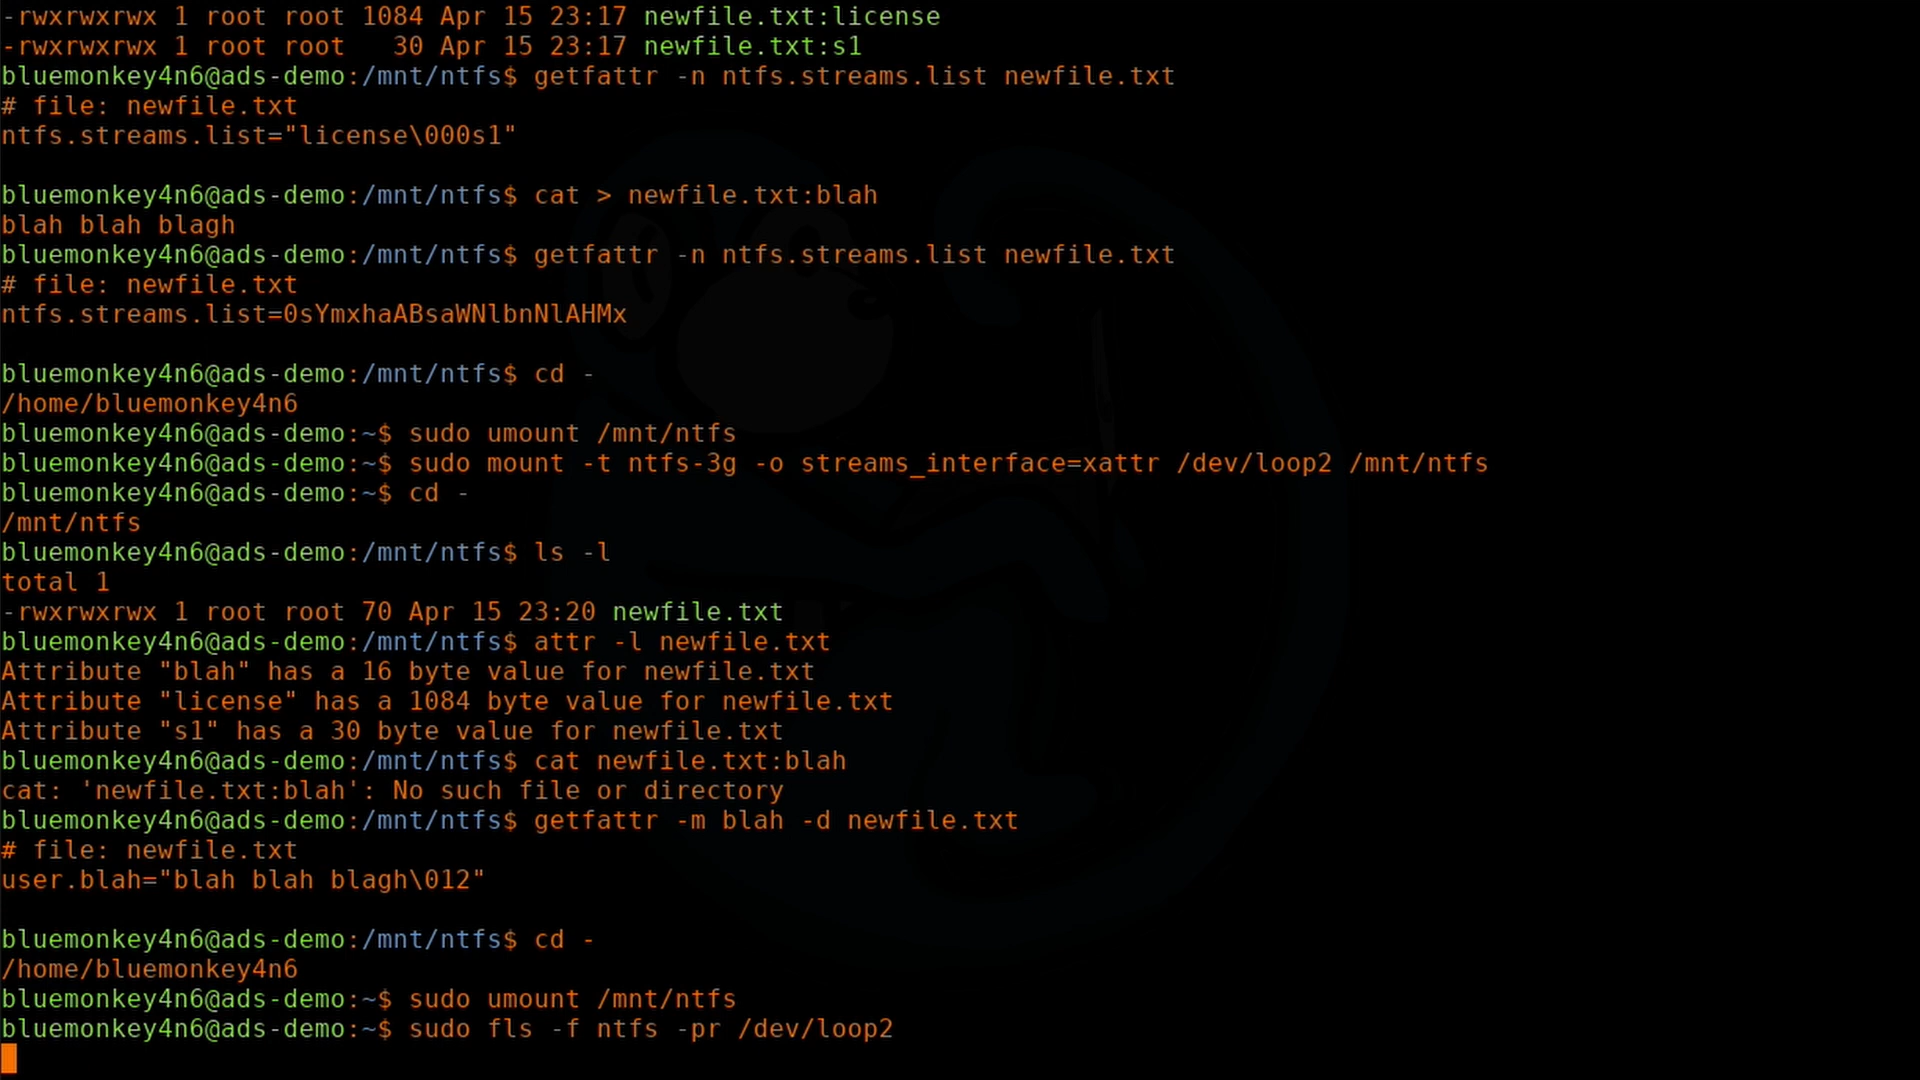 -rwxrwxrwx 1 root root 1084 Apr 15 23:17 newfile.txt:license
-rwxrwxrwx 1 root root   30 Apr 15 23:17 newfile.txt:s1
bluemonkey4n6@ads-demo:/mnt/ntfs$ getfattr -n ntfs.streams.list newfile.txt
# file: newfile.txt
ntfs.streams.list="license\000s1"

bluemonkey4n6@ads-demo:/mnt/ntfs$ cat > newfile.txt:blah
blah blah blagh
bluemonkey4n6@ads-demo:/mnt/ntfs$ getfattr -n ntfs.streams.list newfile.txt
# file: newfile.txt
ntfs.streams.list=0sYmxhaABsaWNlbnNlAHMx

bluemonkey4n6@ads-demo:/mnt/ntfs$ cd -
/home/bluemonkey4n6
bluemonkey4n6@ads-demo:~$ sudo umount /mnt/ntfs
bluemonkey4n6@ads-demo:~$ sudo mount -t ntfs-3g -o streams_interface=xattr /dev/loop2 /mnt/ntfs
bluemonkey4n6@ads-demo:~$ cd -
/mnt/ntfs
bluemonkey4n6@ads-demo:/mnt/ntfs$ ls -l
total 1
-rwxrwxrwx 1 root root 70 Apr 15 23:20 newfile.txt
bluemonkey4n6@ads-demo:/mnt/ntfs$ attr -l newfile.txt
Attribute "blah" has a 16 byte value for newfile.txt
Attribute "license" has a 1084 byte value for newfile.txt
Attribute "s1" has a 30 byte value for newfile.txt
bluemonkey4n6@ads-demo:/mnt/ntfs$ cat newfile.txt:blah
cat: 'newfile.txt:blah': No such file or directory
bluemonkey4n6@ads-demo:/mnt/ntfs$ getfattr -m blah -d newfile.txt
# file: newfile.txt
user.blah="blah blah blagh\012"

bluemonkey4n6@ads-demo:/mnt/ntfs$ cd -
/home/bluemonkey4n6
bluemonkey4n6@ads-demo:~$ sudo umount /mnt/ntfs
bluemonkey4n6@ads-demo:~$ sudo fls -f ntfs -pr /dev/loop2